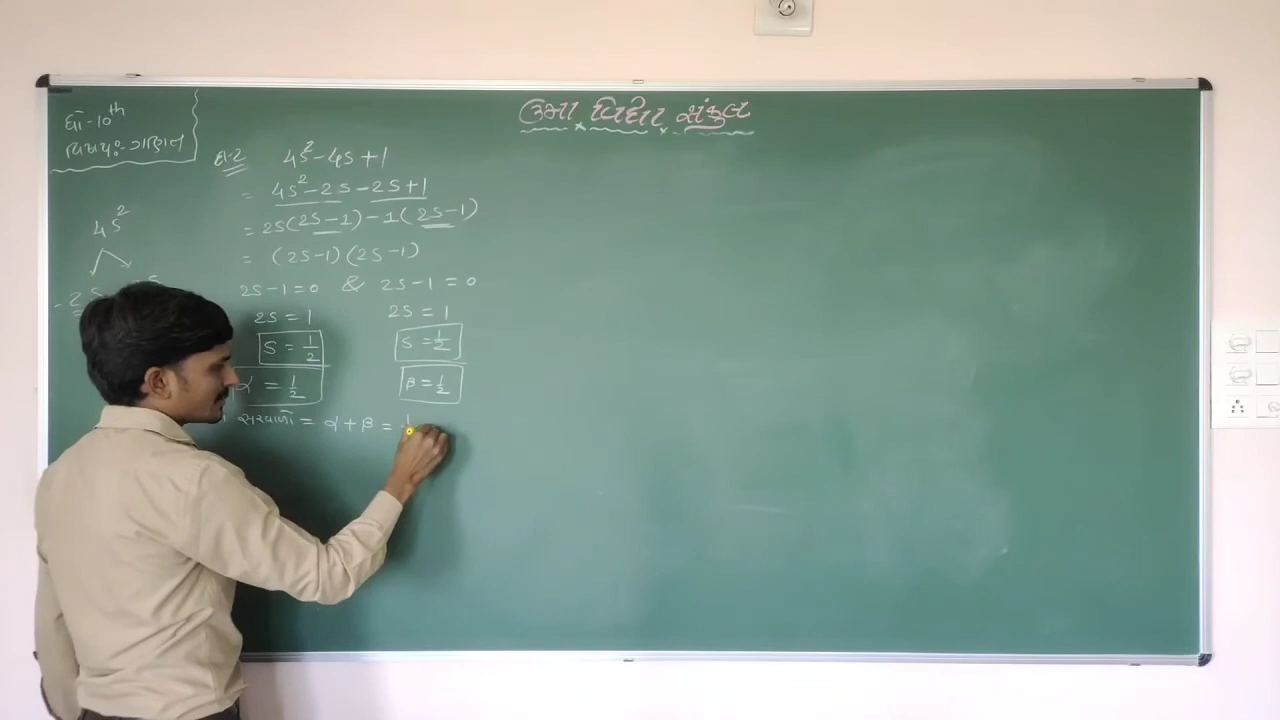 ઉમા વિદ્યા સંકુલ
ધો-10th
વિષય:- ગણિત
દા-2 4s² - 4s + 1
= 4s² - 2s - 2s + 1
= 2s(2s-1) - 1(2s-1)
= (2s-1)(2s-1)
4s²
2s-1=0 & 2s-1=0
2s = 1 2s = 1
s = 1/2 s = 1/2
α = 1/2 β = 1/2
સરવાળો = α + β =